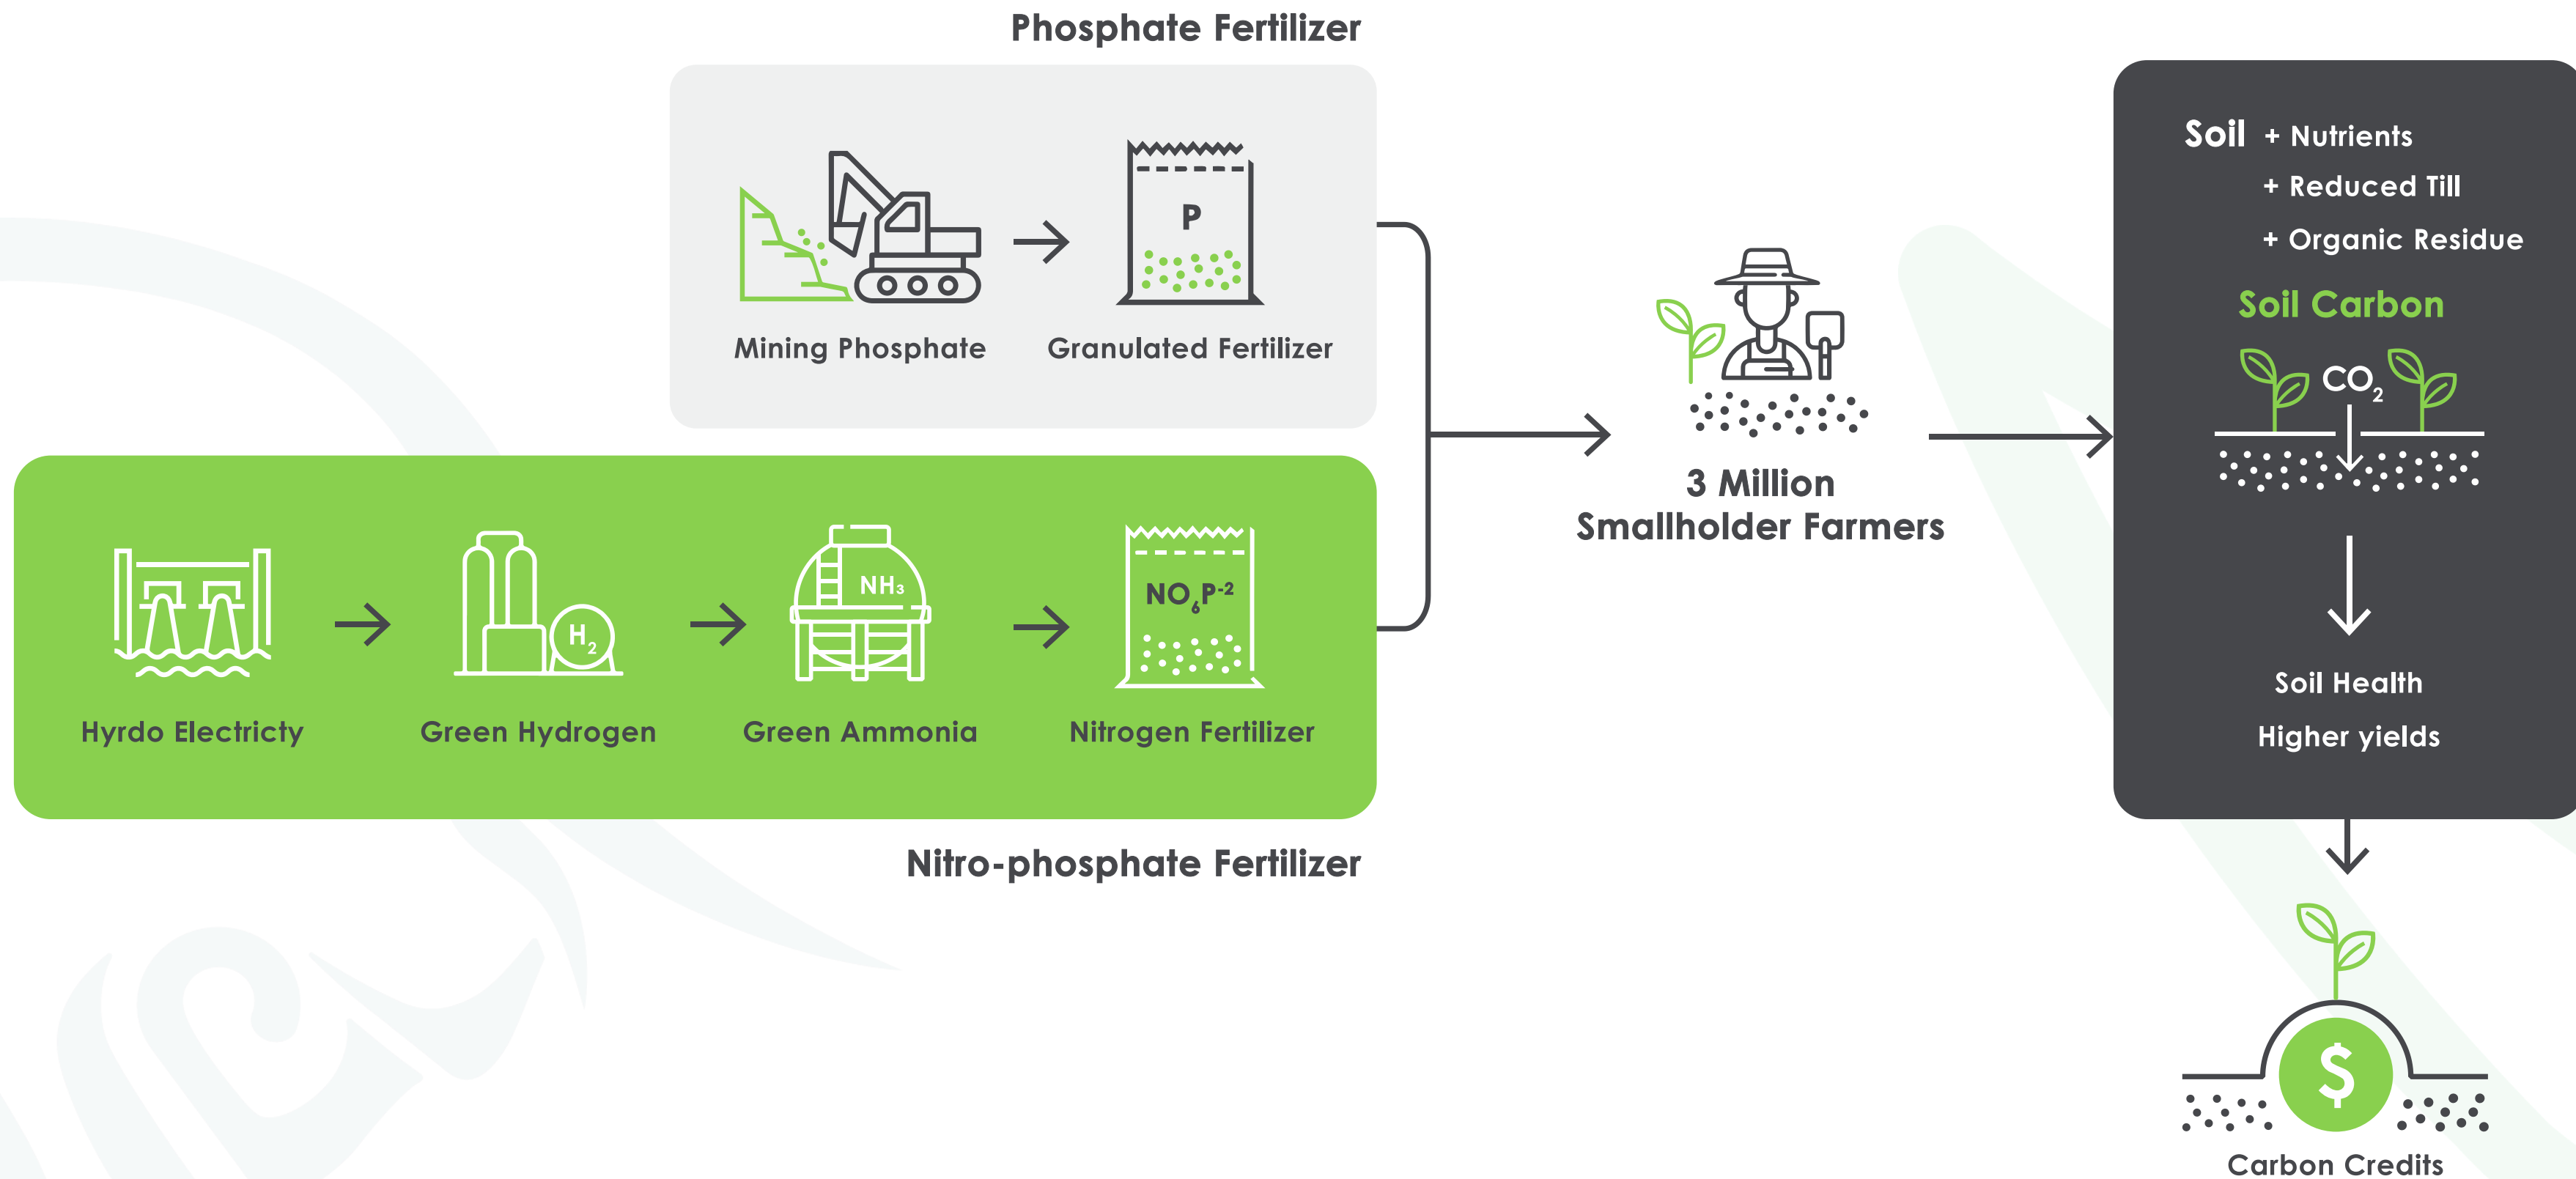 Phosphate Fertilizer
P
Mining Phosphate
Granulated Fertilizer
H₂
NH₃
NO₆P⁻²
Hyrdo Electricty
Green Hydrogen
Green Ammonia
Nitrogen Fertilizer
Nitro-phosphate Fertilizer
3 Million
Smallholder Farmers
Soil + Nutrients
+ Reduced Till
+ Organic Residue
Soil Carbon
CO₂
Soil Health
Higher yields
$
Carbon Credits